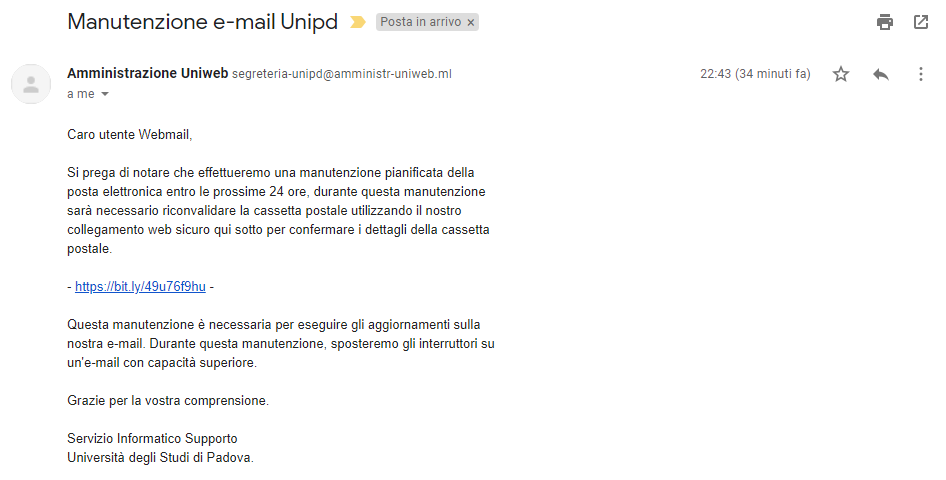 Manutenzione e-mail Unipd Posta in arrivo ×
Amministrazione Uniweb segreteria-unipd@amministr-uniweb.ml 22:43 (34 minuti fa)
a me
Caro utente Webmail,
Si prega di notare che effettueremo una manutenzione pianificata della
posta elettronica entro le prossime 24 ore, durante questa manutenzione
sarà necessario riconvalidare la cassetta postale utilizzando il nostro
collegamento web sicuro qui sotto per confermare i dettagli della cassetta
postale.
- https://bit.ly/49u76f9hu -
Questa manutenzione è necessaria per eseguire gli aggiornamenti sulla
nostra e-mail. Durante questa manutenzione, sposteremo gli interruttori su
un'e-mail con capacità superiore.
Grazie per la vostra comprensione.
Servizio Informatico Supporto
Università degli Studi di Padova.